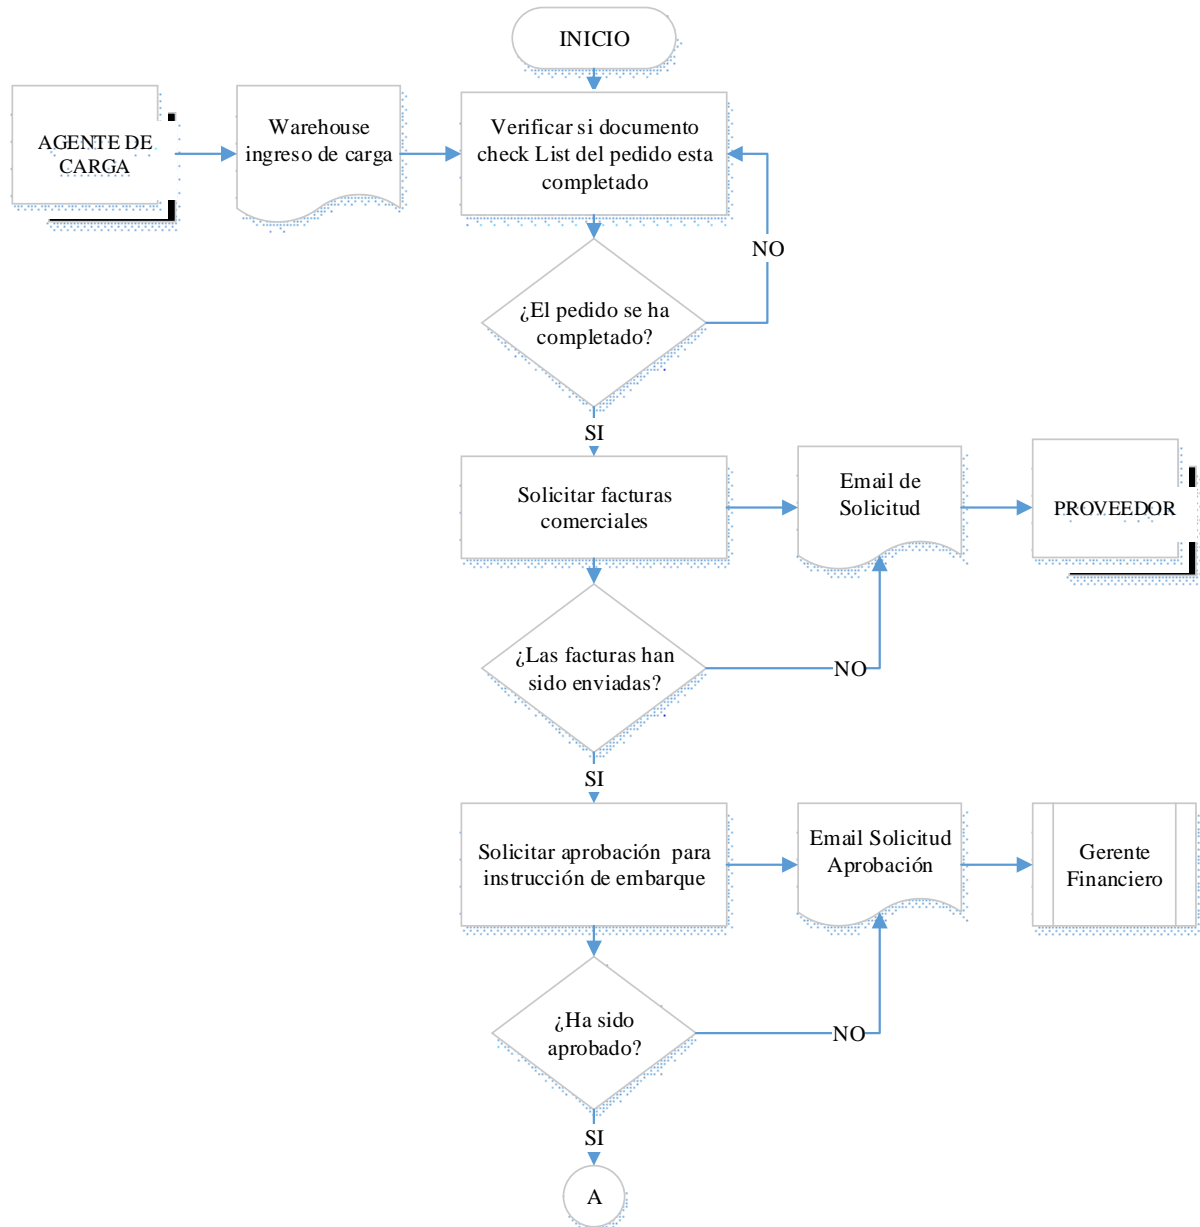 INICIO
AGENTE DE
CARGA
Warehouse
ingreso de carga
Verificar si documento
check List del pedido esta
completado
NO
¿El pedido se ha
completado?
SI
Solicitar facturas
comerciales
Email de
Solicitud
PROVEEDOR
¿Las facturas han
sido enviadas?
NO
SI
Solicitar aprobación para
instrucción de embarque
Email Solicitud
Aprobación
Gerente
Financiero
¿Ha sido
aprobado?
NO
SI
A